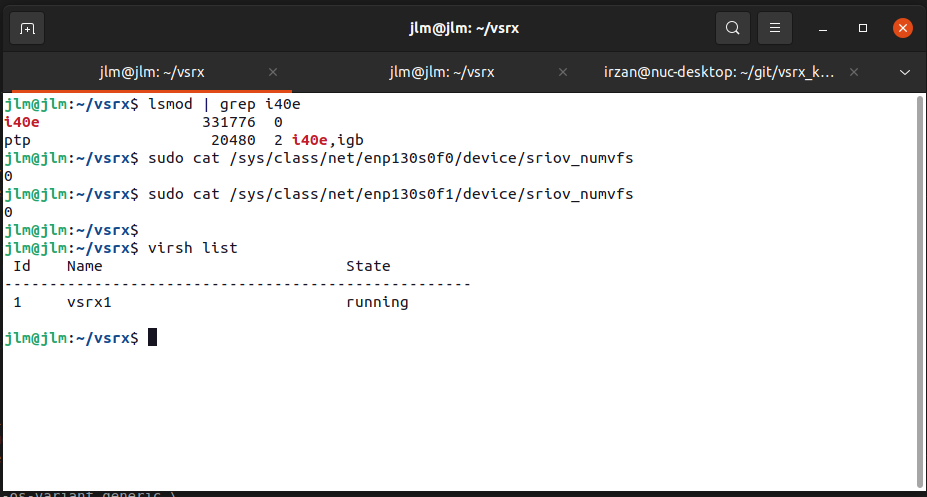 jlm@jlm: ~/vsrx
jlm@jlm: ~/vsrx
jlm@jlm: ~/vsrx
irzan@nuc-desktop: ~/git/vsrx_k…
jlm@jlm:~/vsrx$ lsmod | grep i40e
i40e                  331776  0
ptp                    20480  2 i40e,igb
jlm@jlm:~/vsrx$ sudo cat /sys/class/net/enp130s0f0/device/sriov_numvfs
0
jlm@jlm:~/vsrx$ sudo cat /sys/class/net/enp130s0f1/device/sriov_numvfs
0
jlm@jlm:~/vsrx$
jlm@jlm:~/vsrx$ virsh list
 Id    Name                           State
----------------------------------------------------
 1     vsrx1                          running
jlm@jlm:~/vsrx$
-os-variant generic \